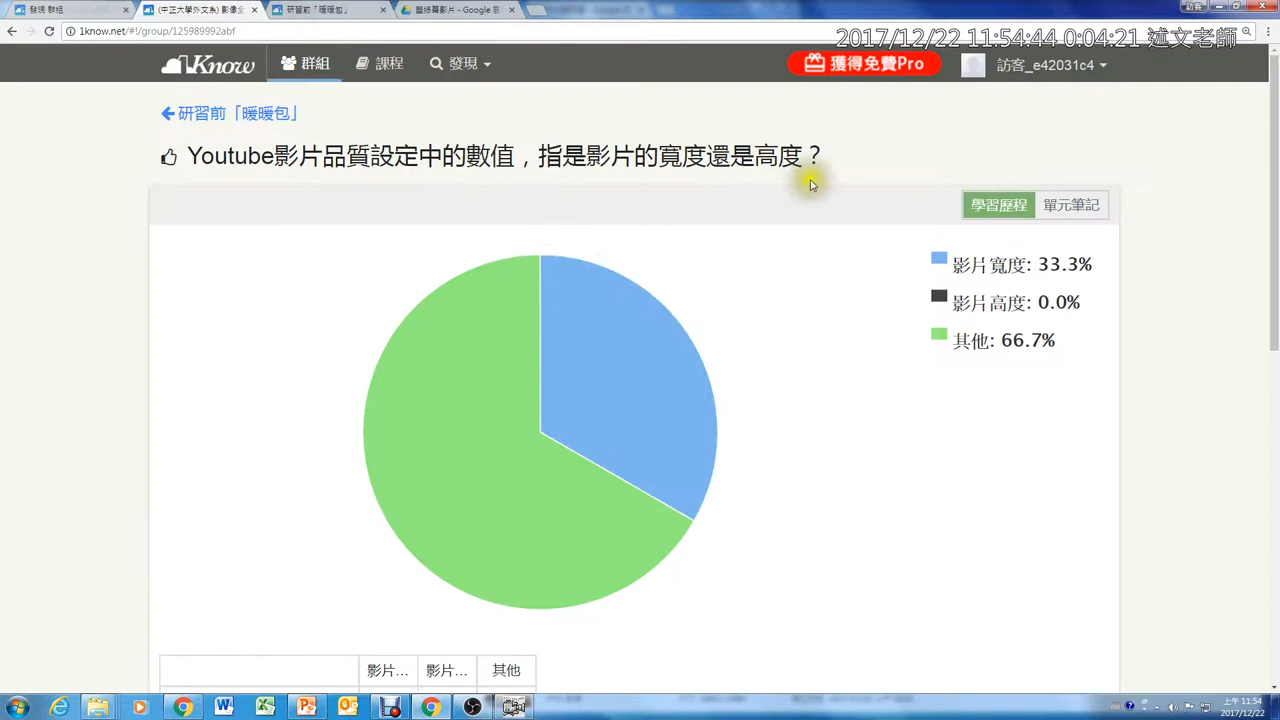 發現 群組
(中正大學外文系) 影像全
研習前「暖暖包」
藍綠幕影片 - Google 雲
訪客
1know.net/#!/group/125989992abf
2017/12/22 11:54:44 0:04:21 述文老師
1Know
群組
課程
發現
獲得免費Pro
訪客_e42031c4
研習前「暖暖包」
Youtube影片品質設定中的數值，指是影片的寬度還是高度？
學習歷程
單元筆記
影片寬度: 33.3%
影片高度: 0.0%
其他: 66.7%
影片...
影片...
其他
上午 11:54
2017/12/22